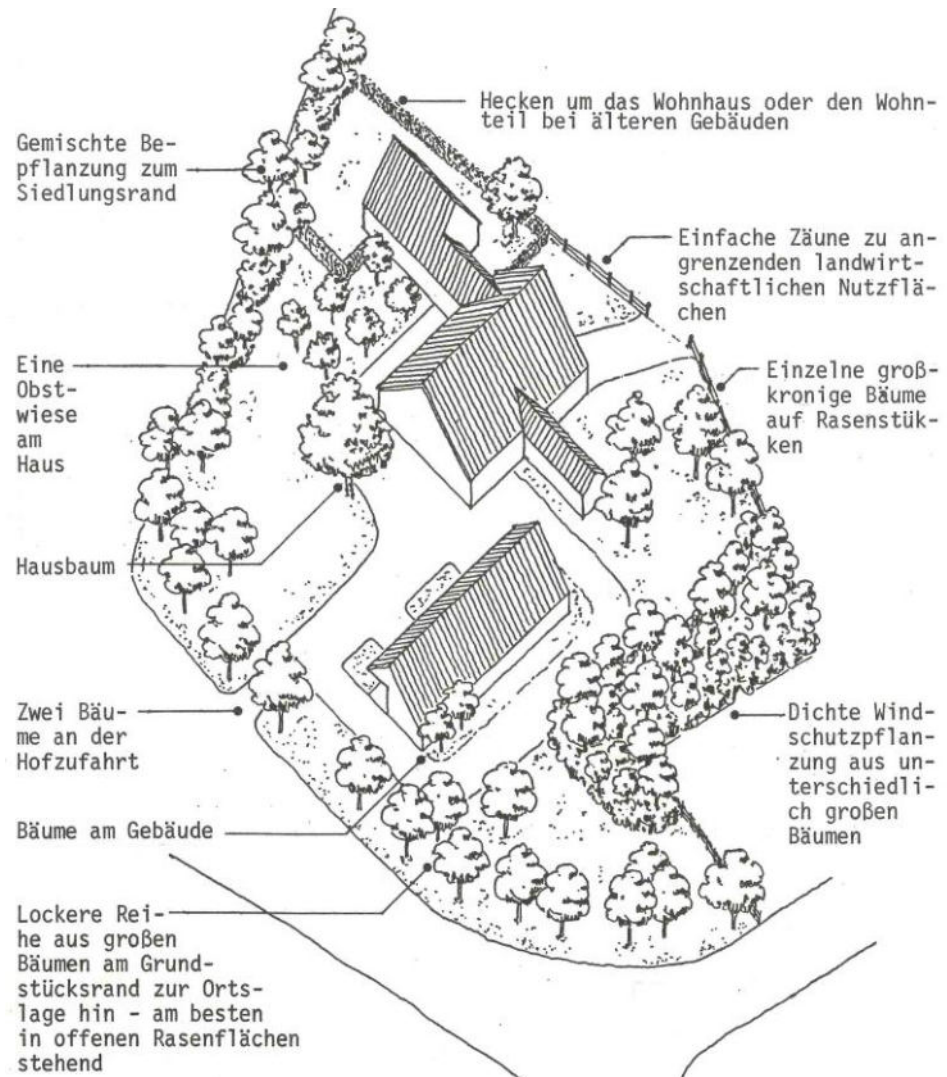 Hecken um das Wohnhaus oder den Wohn-
teil bei älteren Gebäuden
Gemischte Be-
pflanzung zum
Siedlungsrand
Einfache Zäune zu an-
grenzenden landwirt-
schaftlichen Nutzflä-
chen
Eine
Obst-
wiese
am
Haus
Einzelne groß-
kronige Bäume
auf Rasenstük-
ken
Hausbaum
Zwei Bäu-
me an der
Hofzufahrt
Dichte Wind-
schutzpflan-
zung aus un-
terschiedli-
ch großen
Bäumen
Bäume am Gebäude
Lockere Rei-
he aus großen
Bäumen am Grund-
stücksrand zur Orts-
lage hin - am besten
in offenen Rasenflächen
stehend